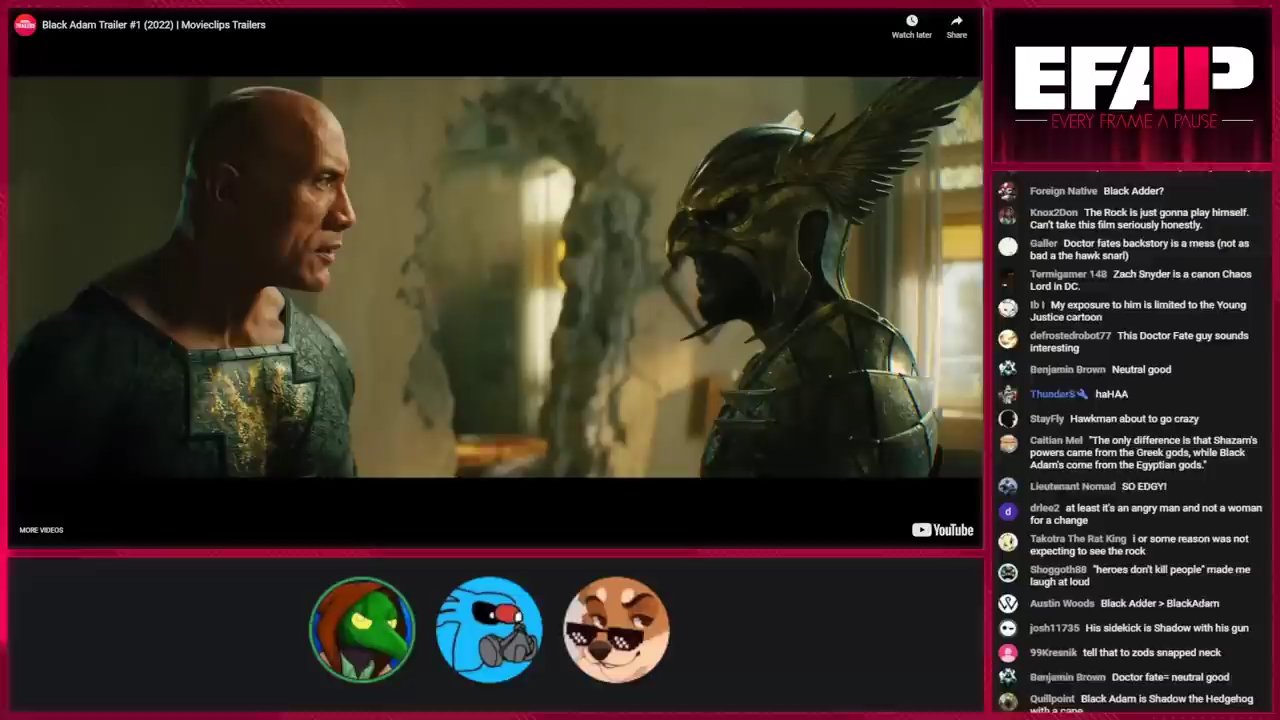 Black Adam Trailer #1 (2022) | Movieclips Trailers
Watch later
Share
MORE VIDEOS
YouTube
EFAP
EVERY FRAME A PAUSE
Foreign Native Black Adder?
Knox2Don The Rock is just gonna play himself.
Can't take this film seriously honestly.
Galler Doctor fates backstory is a mess (not as
bad a the hawk snarl)
Termigamer 148 Zach Snyder is a canon Chaos
Lord in DC.
Ib I My exposure to him is limited to the Young
Justice cartoon
defrostedrobot77 This Doctor Fate guy sounds
interesting
Benjamin Brown Neutral good
ThunderS haHAA
StayFly Hawkman about to go crazy
Caitian Mel "The only difference is that Shazam's
powers came from the Greek gods, while Black
Adam's come from the Egyptian gods."
Lieutenant Nomad SO EDGY!
d
drlee2 at least it's an angry man and not a woman
for a change
Takotra The Rat King i or some reason was not
expecting to see the rock
Shoggoth88 "heroes don't kill people" made me
laugh at loud
Austin Woods Black Adder > BlackAdam
josh11735 His sidekick is Shadow with his gun
99Kresnik tell that to zods snapped neck
Benjamin Brown Doctor fate= neutral good
Quillpoint Black Adam is Shadow the Hedgehog
with a cape